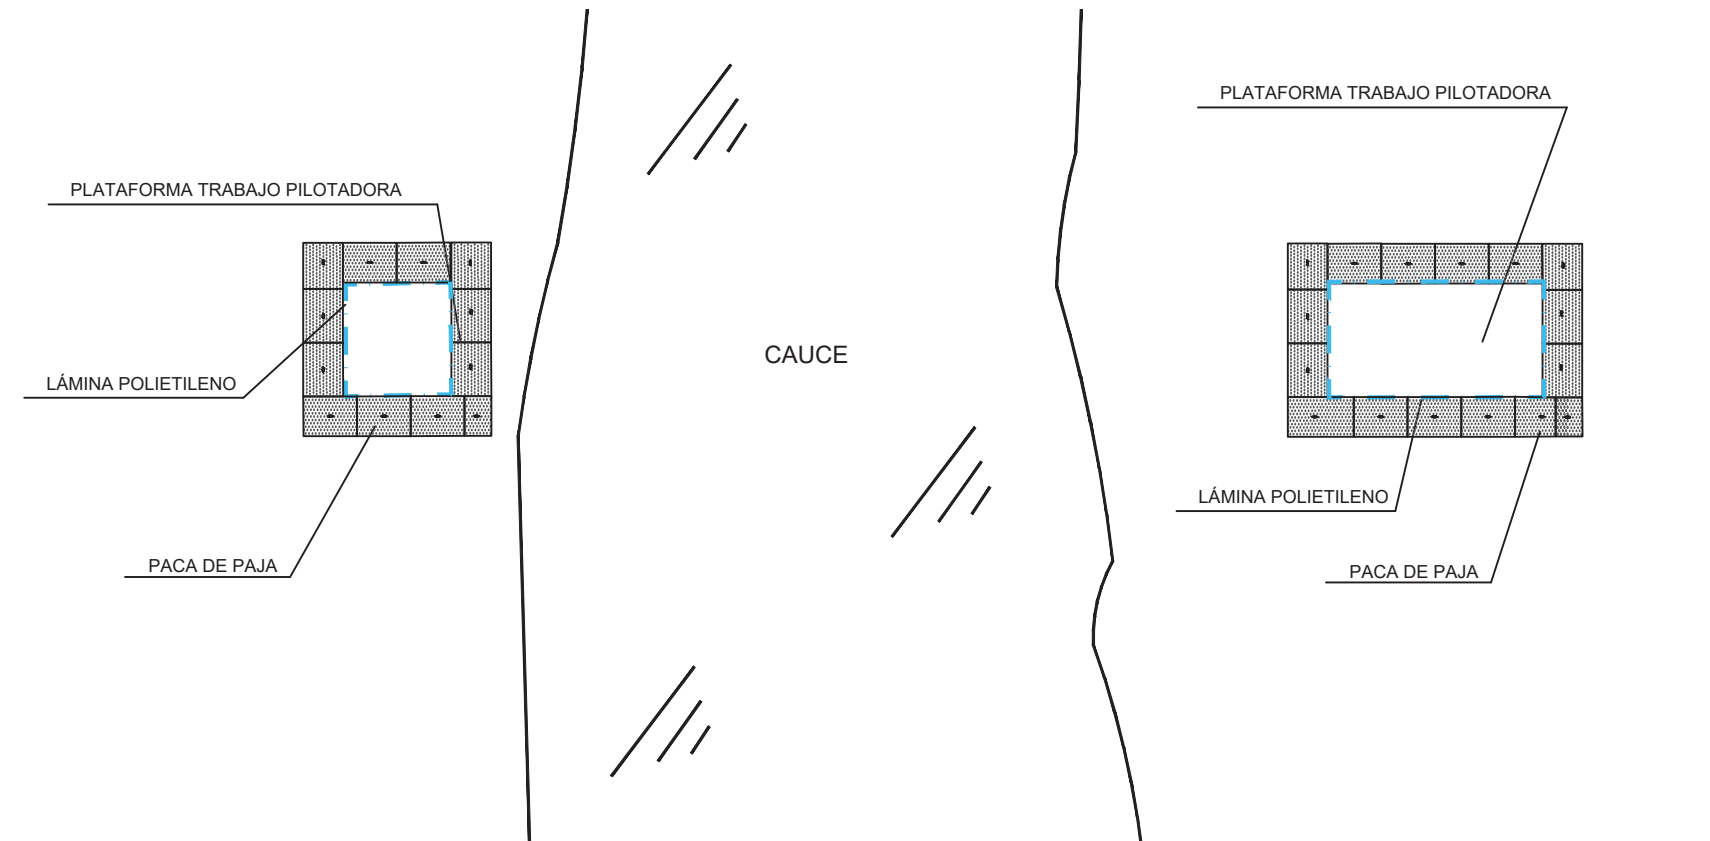 PLATAFORMA TRABAJO PILOTADORA
PLATAFORMA TRABAJO PILOTADORA
CAUCE
LÁMINA POLIETILENO
LÁMINA POLIETILENO
PACA DE PAJA
PACA DE PAJA